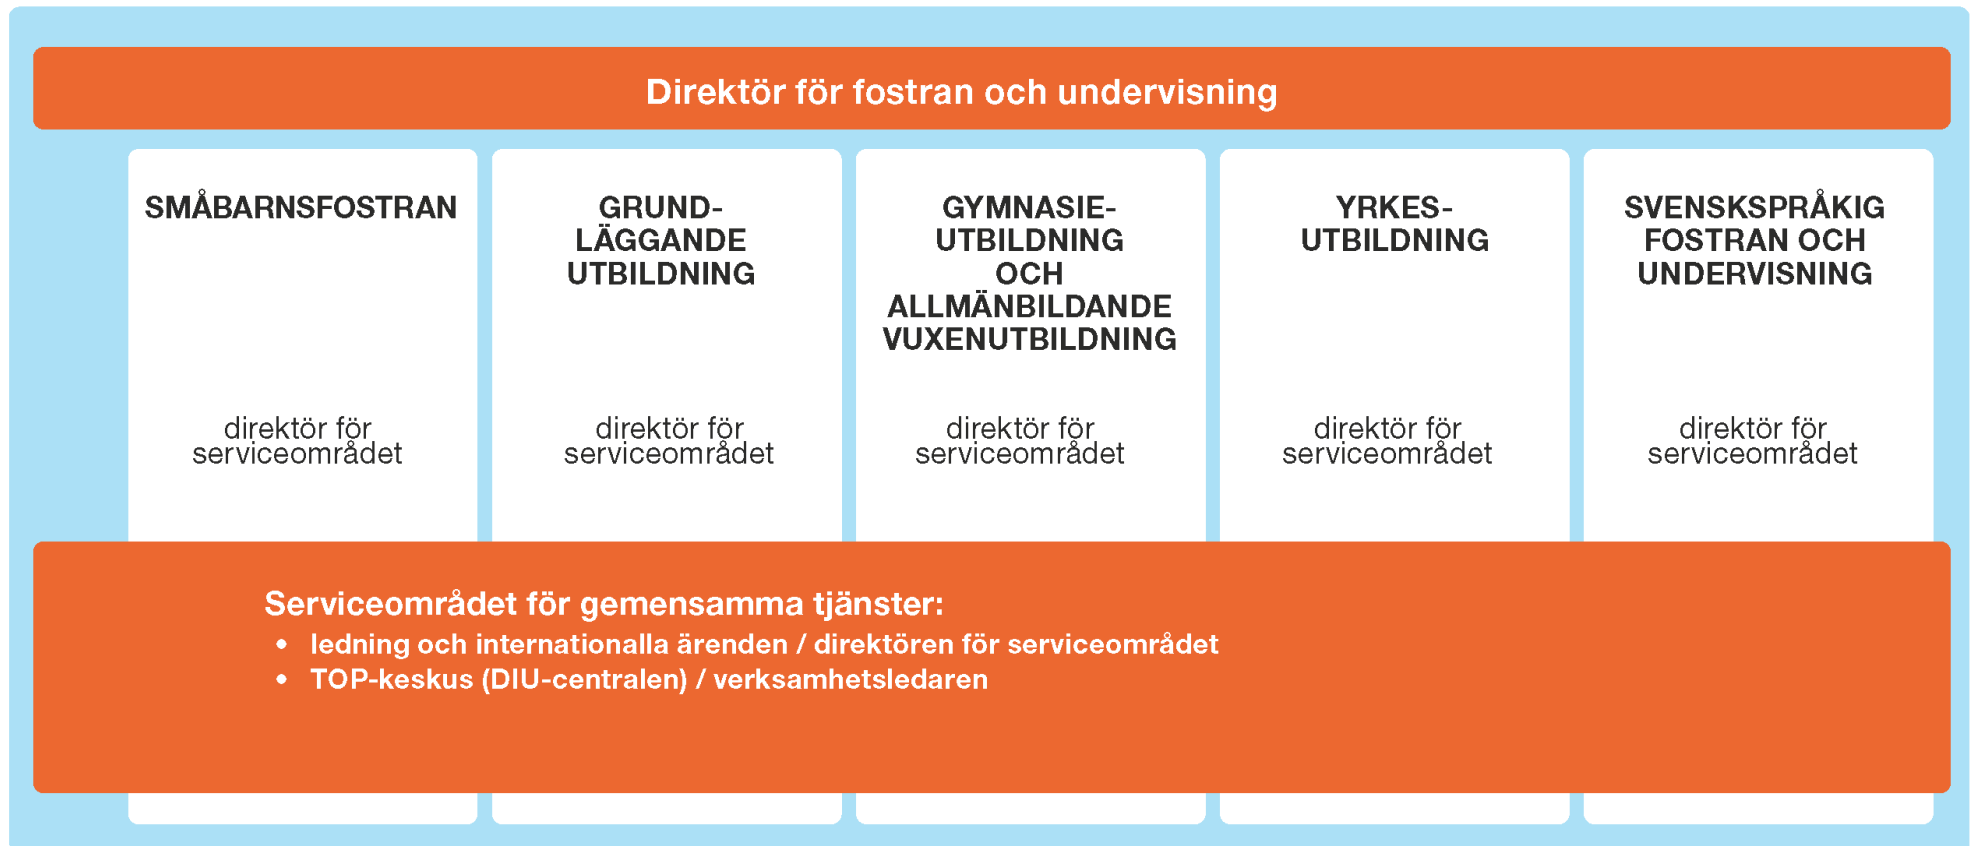 Direktör för fostran och undervisning
SMÅBARNSFOSTRAN
direktör för
serviceområdet
GRUND-
LÄGGANDE
UTBILDNING
direktör för
serviceområdet
GYMNASIE-
UTBILDNING
OCH
ALLMÄNBILDANDE
VUXENUTBILDNING
direktör för
serviceområdet
YRKES-
UTBILDNING
direktör för
serviceområdet
SVENSKSPRÅKIG
FOSTRAN OCH
UNDERVISNING
direktör för
serviceområdet
Serviceområdet för gemensamma tjänster:
• ledning och internationalla ärenden / direktören för serviceområdet
• TOP-keskus (DIU-centralen) / verksamhetsledaren